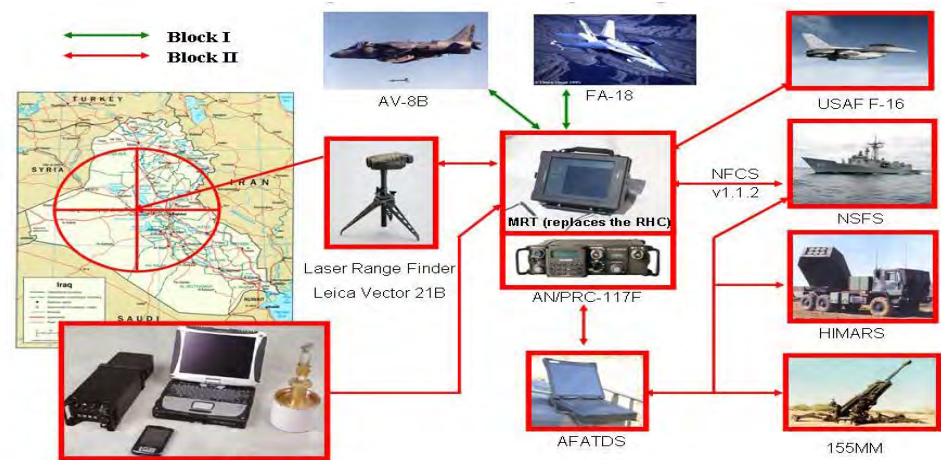 Block I
Block II
AV-8B
FA-18
USAF F-16
TURKEY
SYRIA
IRAN
Iraq
KUWAIT
SAUDI
Laser Range Finder
Leica Vector 21B
MRT (replaces the RHC)
AN/PRC-117F
NFCS
v1.1.2
NSFS
HIMARS
AFATDS
155MM